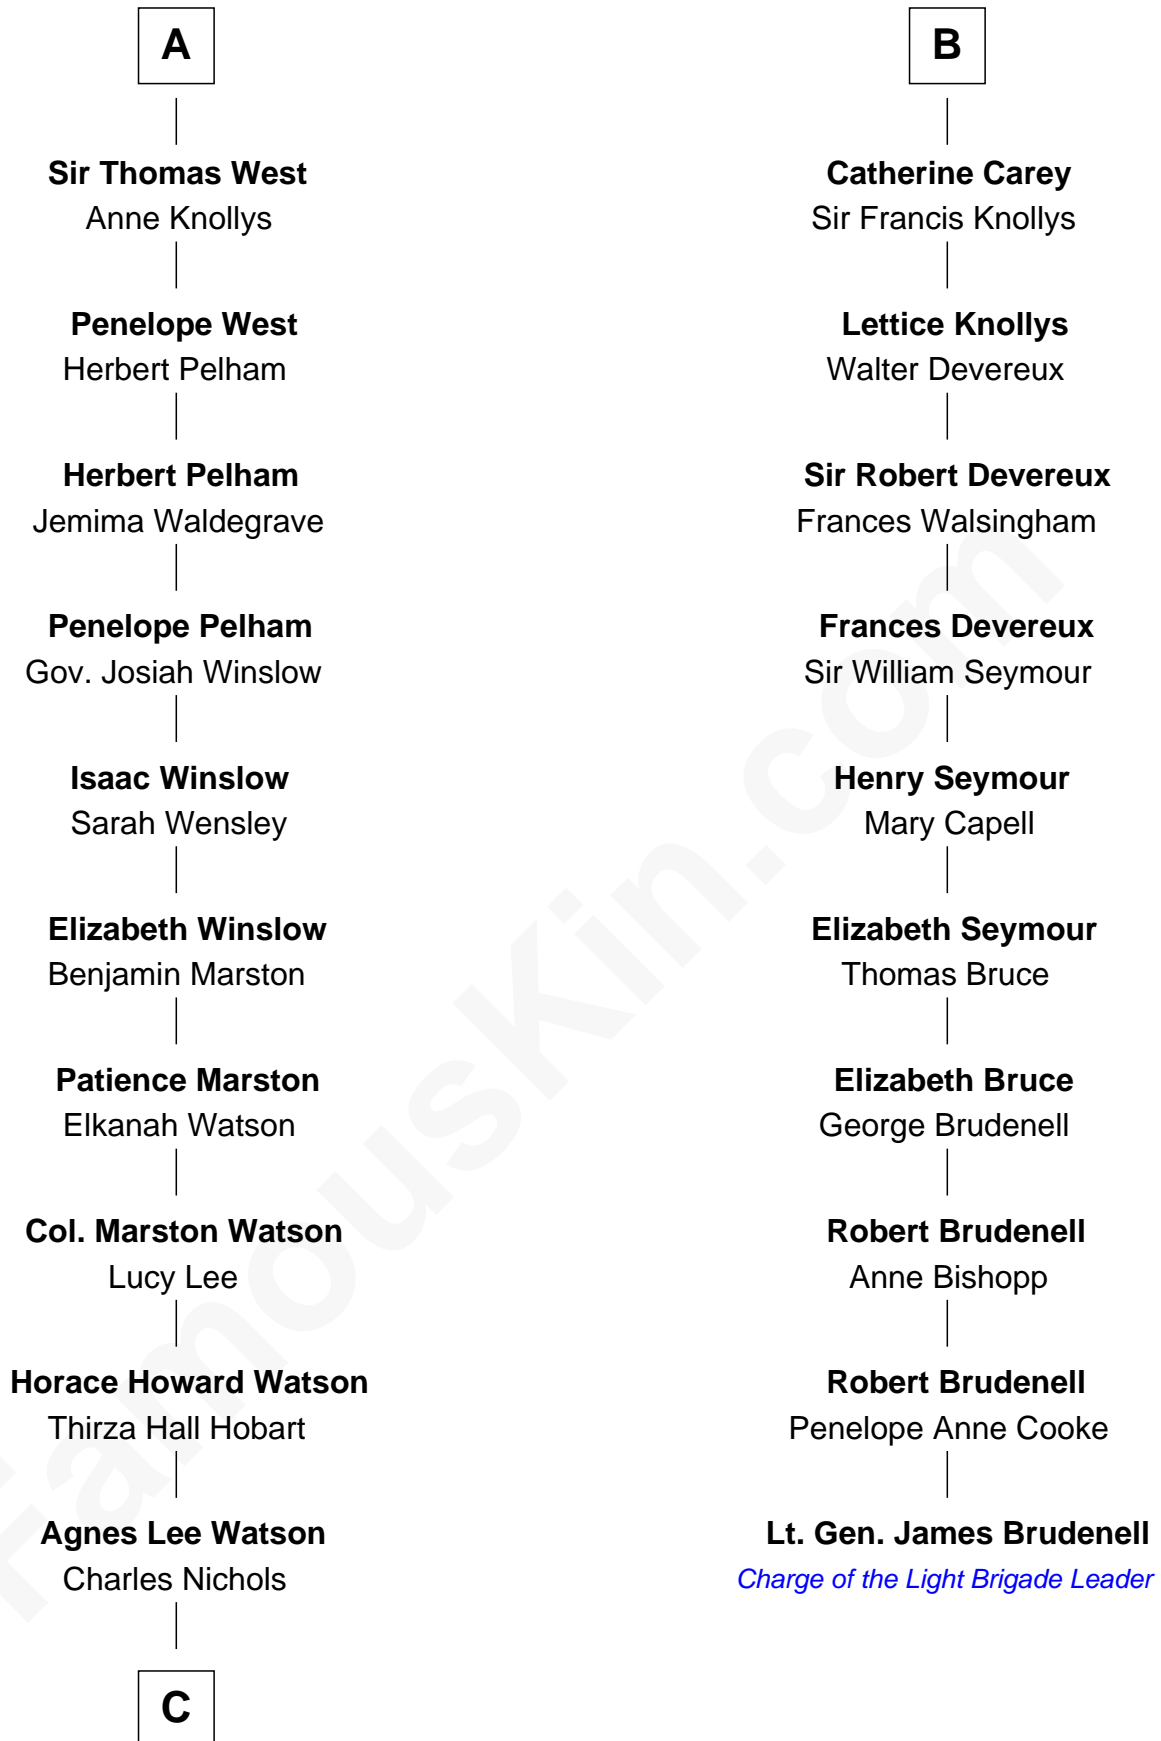 A
Sir Thomas West
Anne Knollys
Penelope West
Herbert Pelham
Herbert Pelham
Jemima Waldegrave
Penelope Pelham
Gov. Josiah Winslow
Isaac Winslow
Sarah Wensley
Elizabeth Winslow
Benjamin Marston
Patience Marston
Elkanah Watson
Col. Marston Watson
Lucy Lee
Horace Howard Watson
Thirza Hall Hobart
Agnes Lee Watson
Charles Nichols
C
B
Catherine Carey
Sir Francis Knollys
Lettice Knollys
Walter Devereux
Sir Robert Devereux
Frances Walsingham
Frances Devereux
Sir William Seymour
Henry Seymour
Mary Capell
Elizabeth Seymour
Thomas Bruce
Elizabeth Bruce
George Brudenell
Robert Brudenell
Anne Bishopp
Robert Brudenell
Penelope Anne Cooke
Lt. Gen. James Brudenell
Charge of the Light Brigade Leader
FamousKin.com